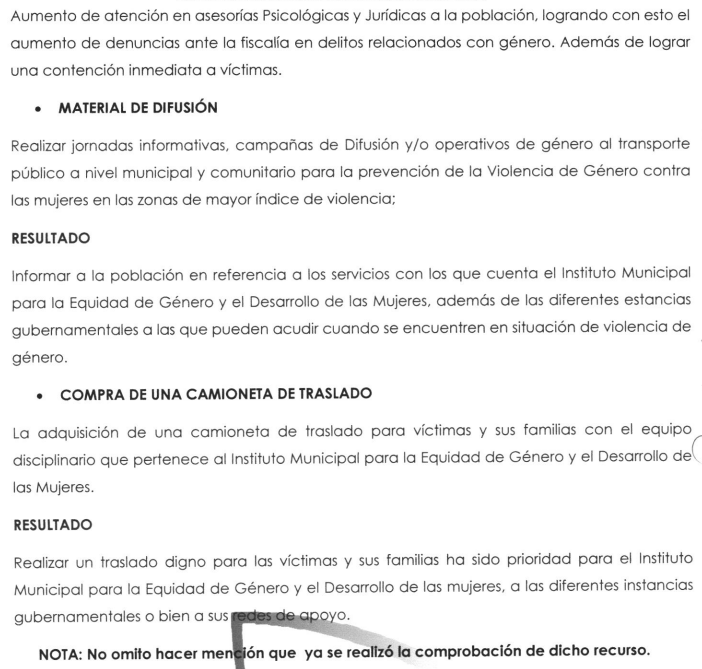 Aumento de atención en asesorías Psicológicas y Jurídicas a la población, logrando con esto el
aumento de denuncias ante la fiscalía en delitos relacionados con género. Además de lograr
una contención inmediata a víctimas.
• MATERIAL DE DIFUSIÓN
Realizar jornadas informativas, campañas de Difusión y/o operativos de género al transporte
público a nivel municipal y comunitario para la prevención de la Violencia de Género contra
las mujeres en las zonas de mayor índice de violencia;
RESULTADO
Informar a la población en referencia a los servicios con los que cuenta el Instituto Municipal
para la Equidad de Género y el Desarrollo de las Mujeres, además de las diferentes estancias
gubernamentales a las que pueden acudir cuando se encuentren en situación de violencia de
género.
• COMPRA DE UNA CAMIONETA DE TRASLADO
La adquisición de una camioneta de traslado para víctimas y sus familias con el equipo
disciplinario que pertenece al Instituto Municipal para la Equidad de Género y el Desarrollo de
las Mujeres.
RESULTADO
Realizar un traslado digno para las víctimas y sus familias ha sido prioridad para el Instituto
Municipal para la Equidad de Género y el Desarrollo de las mujeres, a las diferentes instancias
gubernamentales o bien a sus redes de apoyo.
NOTA: No omito hacer mención que ya se realizó la comprobación de dicho recurso.